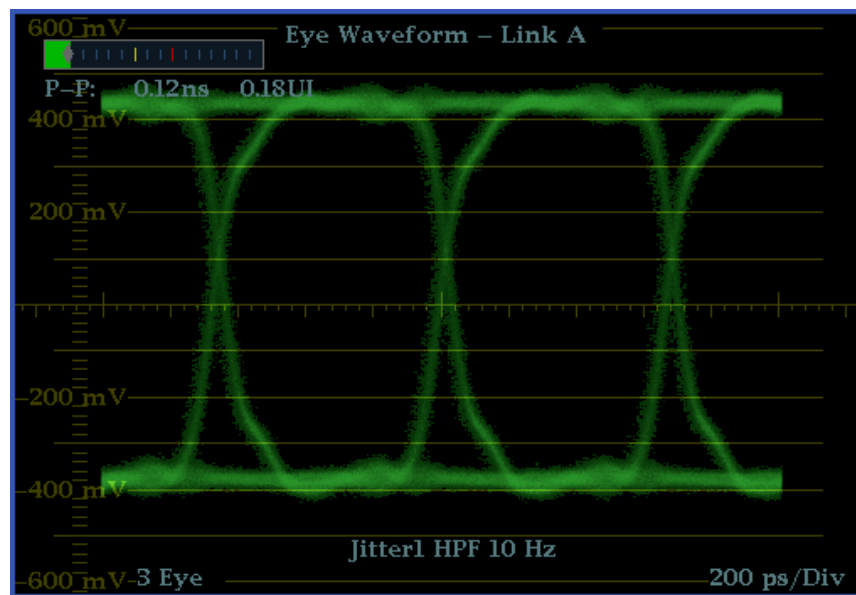 600 mV
Eye Waveform – Link A
P–P: 0.12ns 0.18UI
400 mV
200 mV
–200 mV
–400 mV
Jitter1 HPF 10 Hz
–600 mV
3 Eye
200 ps/Div